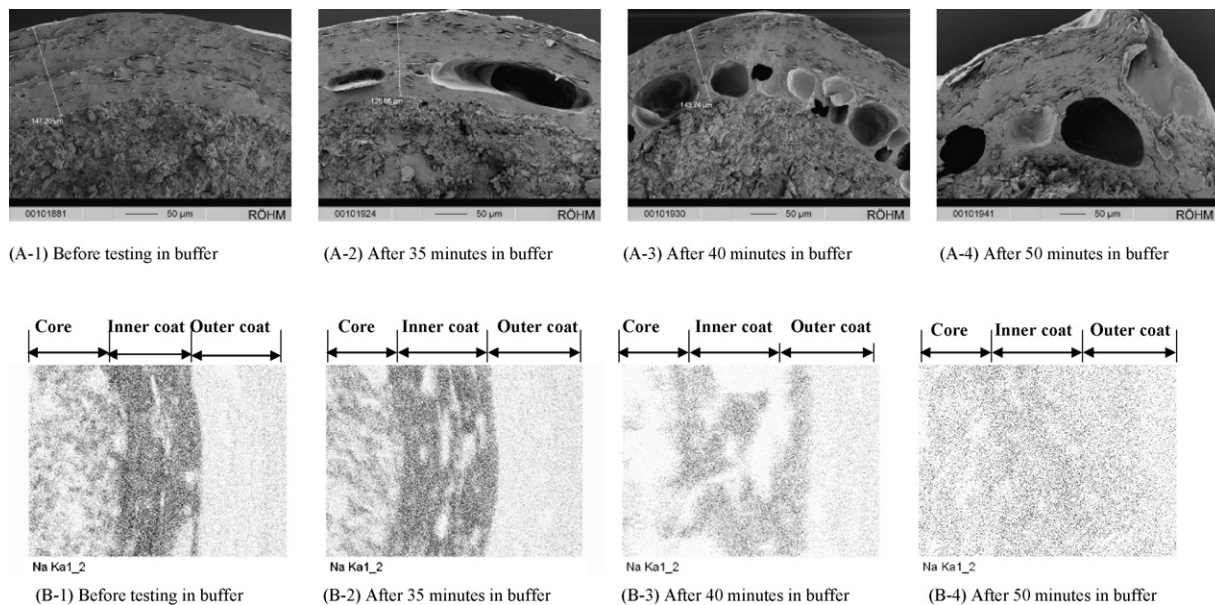 147.20 µm
00101881 50 µm RÖHM
00101924 50 µm RÖHM
143.74 µm
00101930 50 µm RÖHM
00101941 50 µm RÖHM
(A-1) Before testing in buffer
(A-2) After 35 minutes in buffer
(A-3) After 40 minutes in buffer
(A-4) After 50 minutes in buffer
Core Inner coat Outer coat
Core Inner coat Outer coat
Core Inner coat Outer coat
Core Inner coat Outer coat
Na Ka1_2
Na Ka1_2
Na Ka1_2
Na Ka1_2
(B-1) Before testing in buffer
(B-2) After 35 minutes in buffer
(B-3) After 40 minutes in buffer
(B-4) After 50 minutes in buffer